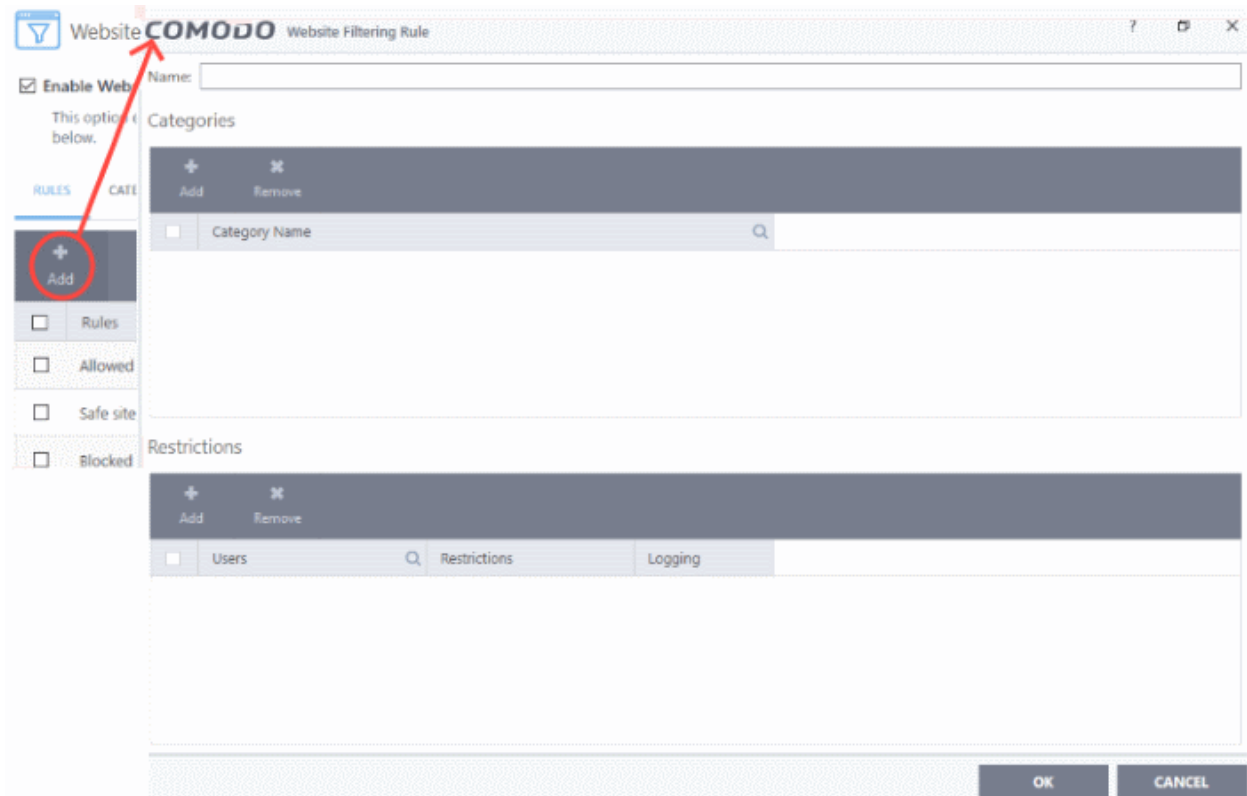 Website COMODO Website Filtering Rule ?
Enable Web
Name:
This option
below.
Categories
RULES
Add Remove
Category Name
Add
Rules
Allowed
Safe site
Blocked
Restrictions
Add Remove
Users Restrictions Logging
OK CANCEL